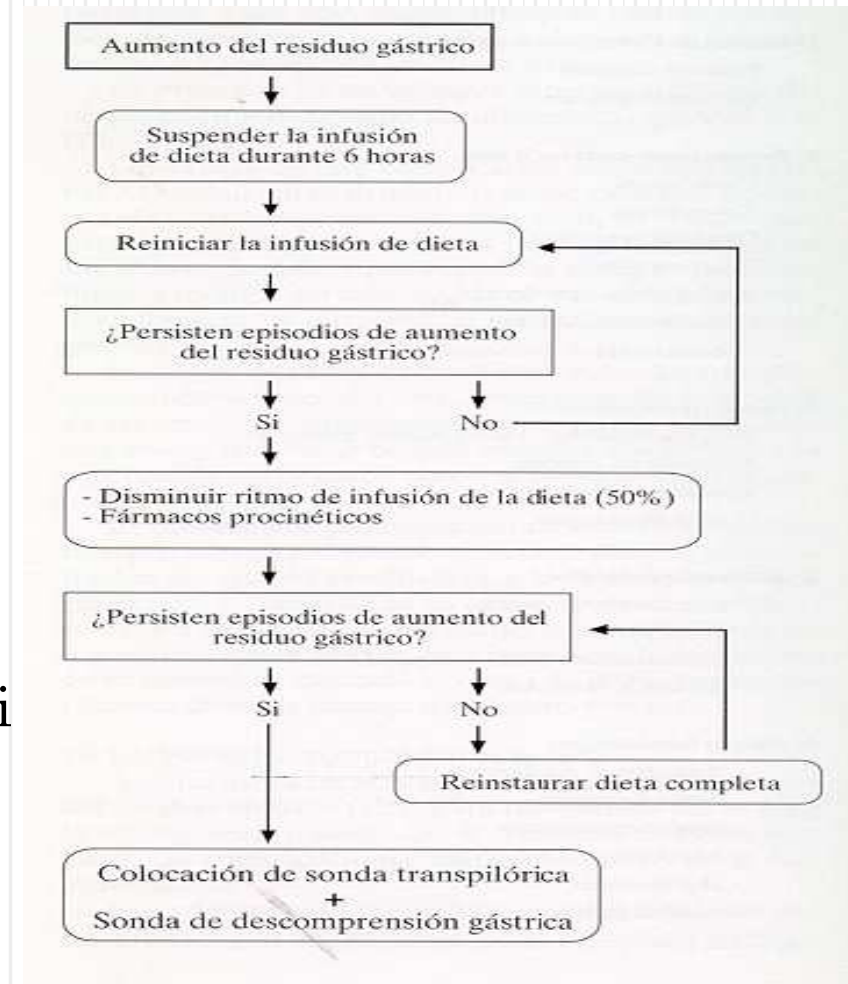 Aumento del residuo gástrico
Suspender la infusión
de dieta durante 6 horas
Reiniciar la infusión de dieta
¿Persisten episodios de aumento
del residuo gástrico?
Si No
- Disminuir ritmo de infusión de la dieta (50%)
- Fármacos procinéticos
¿Persisten episodios de aumento del
residuo gástrico?
i
Si No
Reinstaurar dieta completa
Colocación de sonda transpilórica
+
Sonda de descomprensión gástrica